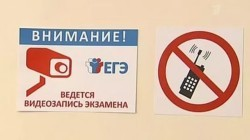 ВНИМАНИЕ!
ЕГЭ
ВЕДЕТСЯ
ВИДЕОЗАПИСЬ ЭКЗАМЕНА